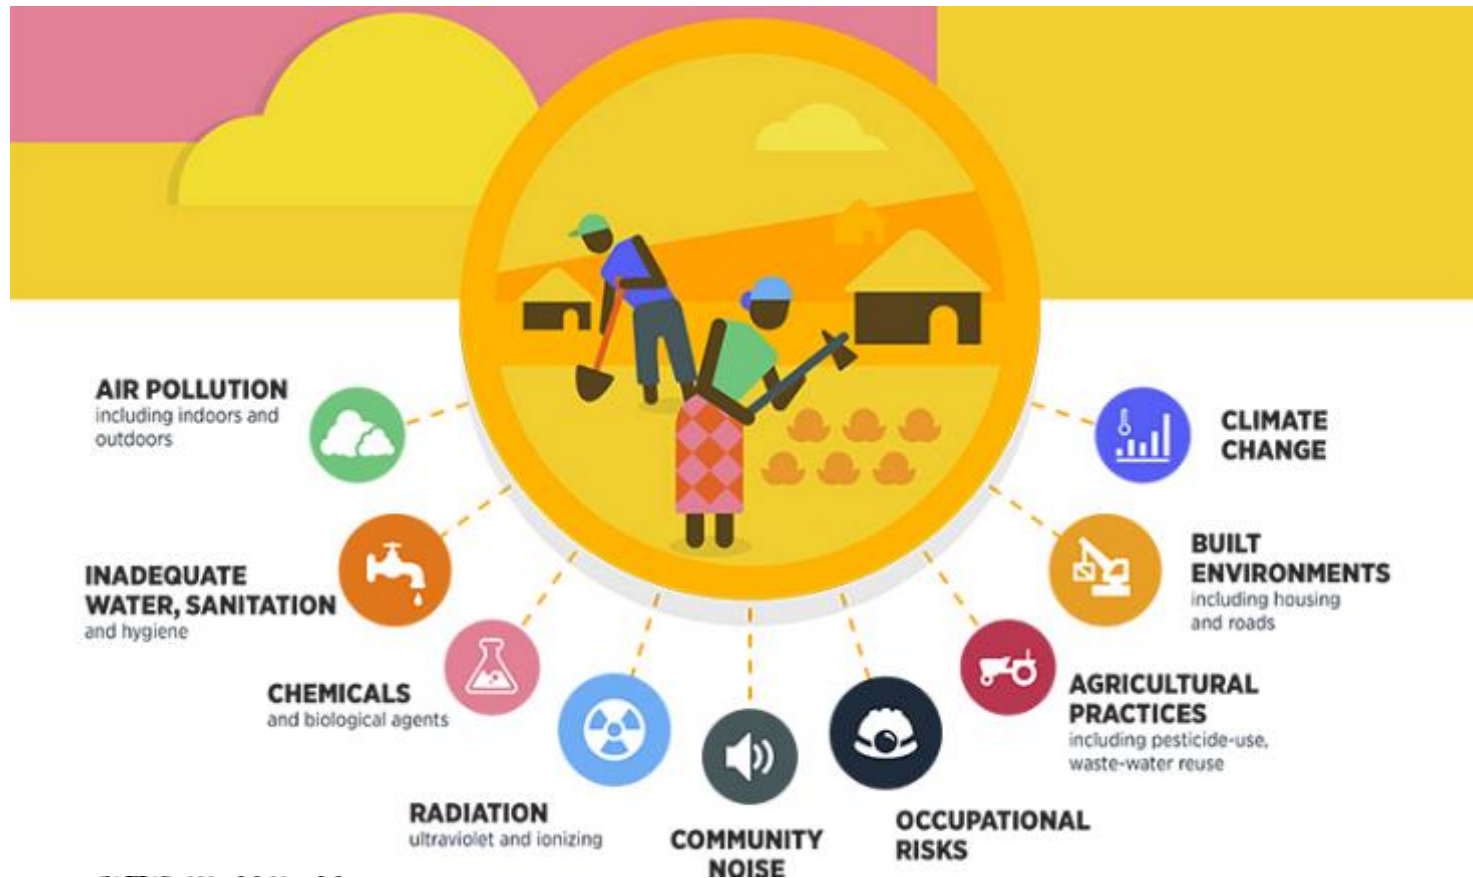 AIR POLLUTION
including indoors and
outdoors
INADEQUATE
WATER, SANITATION
and hygiene
CHEMICALS
and biological agents
RADIATION
ultraviolet and ionizing
COMMUNITY
NOISE
OCCUPATIONAL
RISKS
AGRICULTURAL
PRACTICES
including pesticide-use,
waste-water reuse
BUILT
ENVIRONMENTS
including housing
and roads
CLIMATE
CHANGE